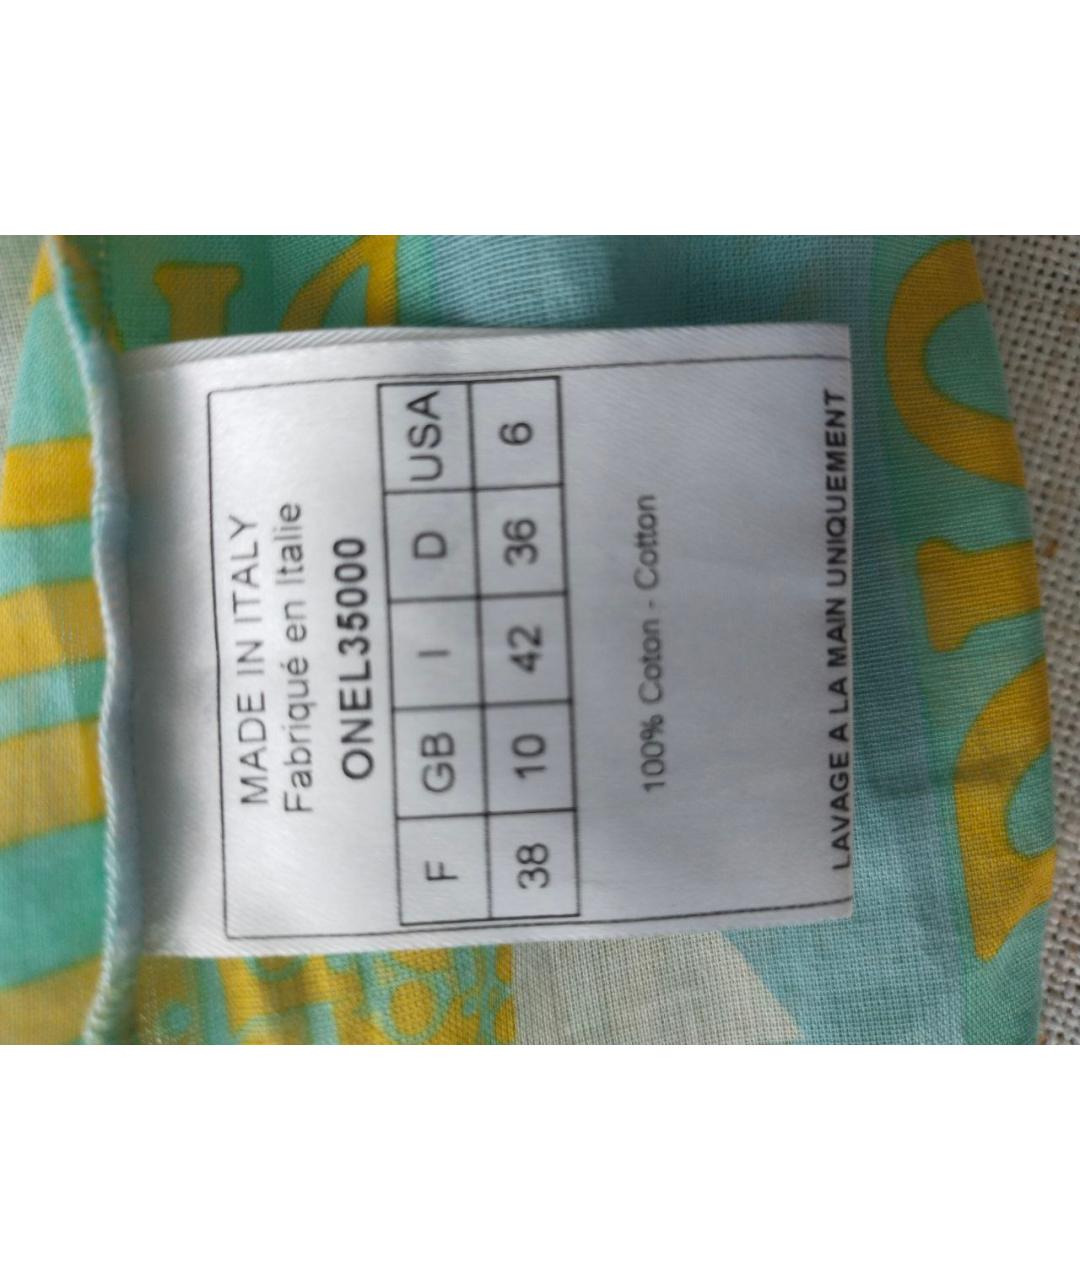 MADE IN ITALY
Fabriqué en Italie
ONEL35000
F GB I D USA
38 10 42 36 6
100% Coton - Cotton
LAVAGE A LA MAIN UNIQUEMENT